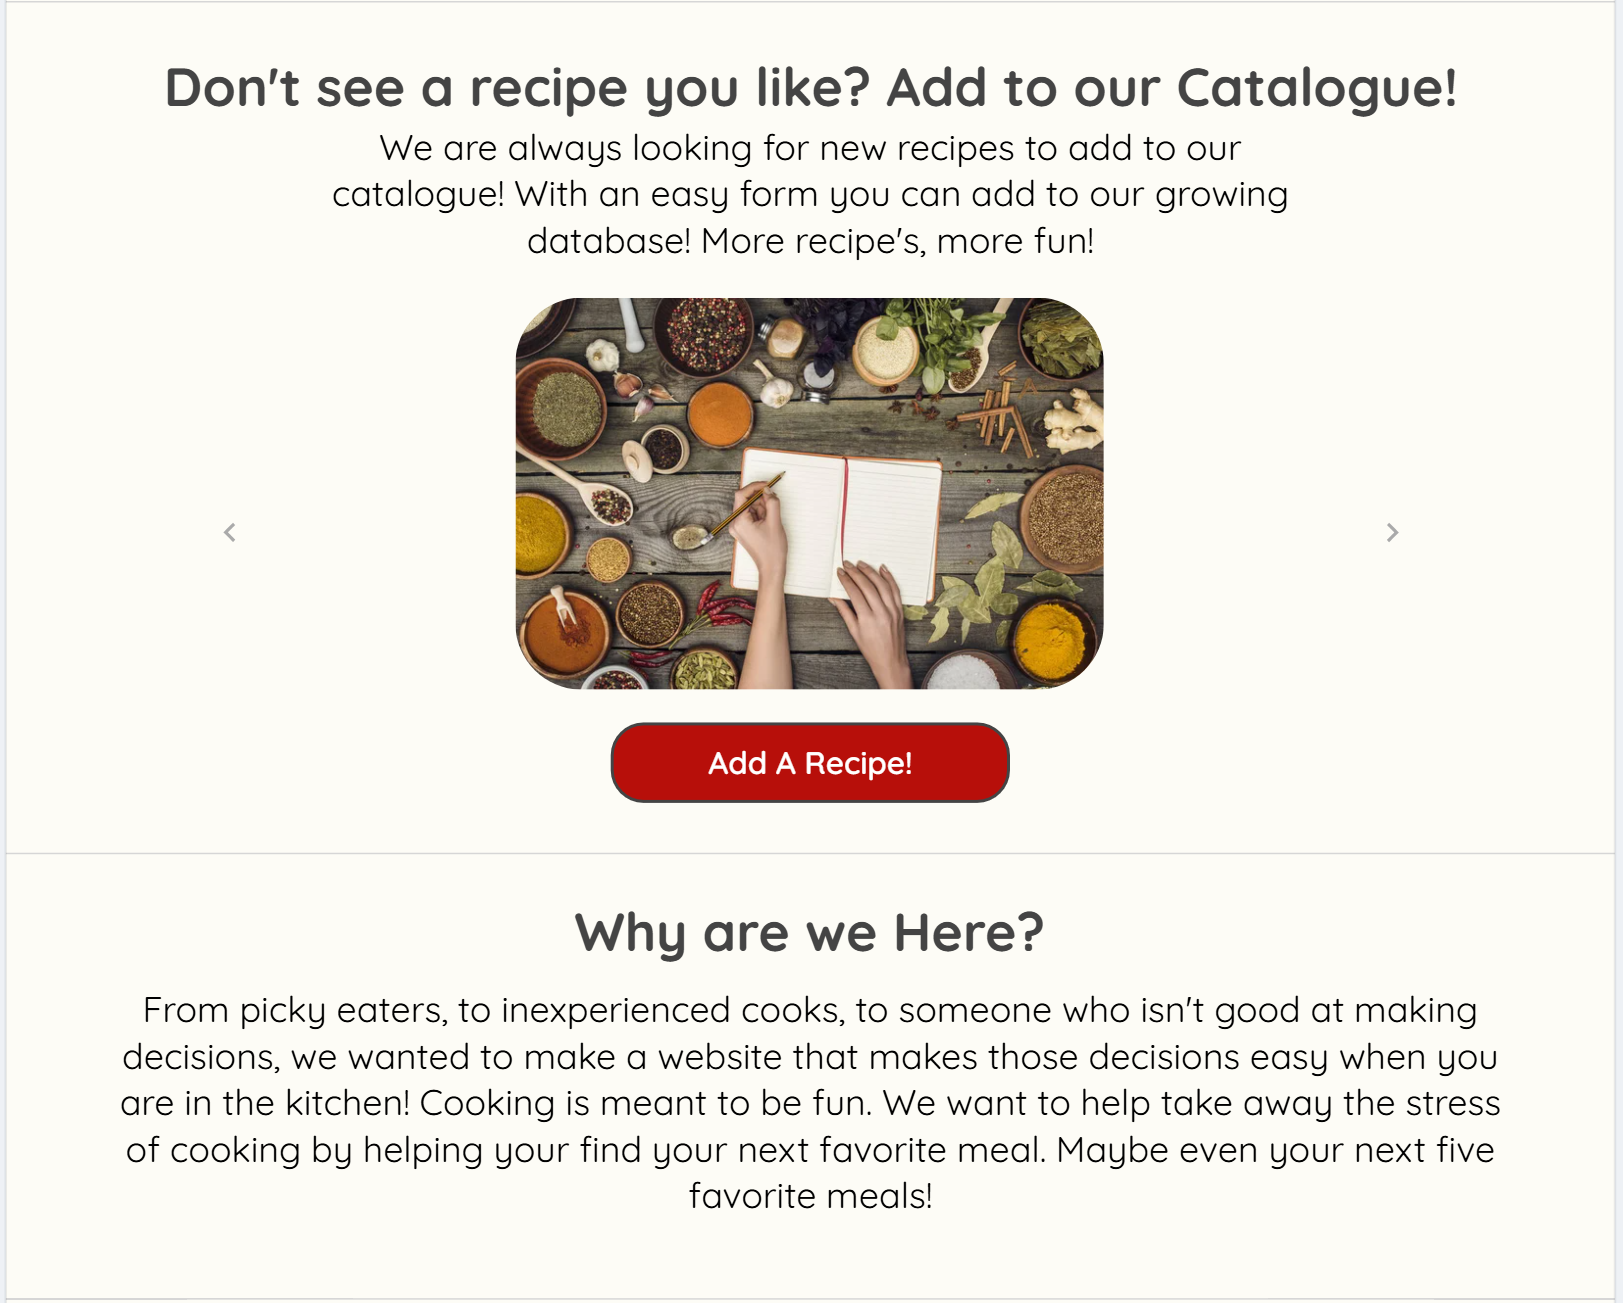 Don't see a recipe you like? Add to our Catalogue!
We are always looking for new recipes to add to our
catalogue! With an easy form you can add to our growing
database! More recipe's, more fun!
Add A Recipe!
Why are we Here?
From picky eaters, to inexperienced cooks, to someone who isn't good at making
decisions, we wanted to make a website that makes those decisions easy when you
are in the kitchen! Cooking is meant to be fun. We want to help take away the stress
of cooking by helping your find your next favorite meal. Maybe even your next five
favorite meals!